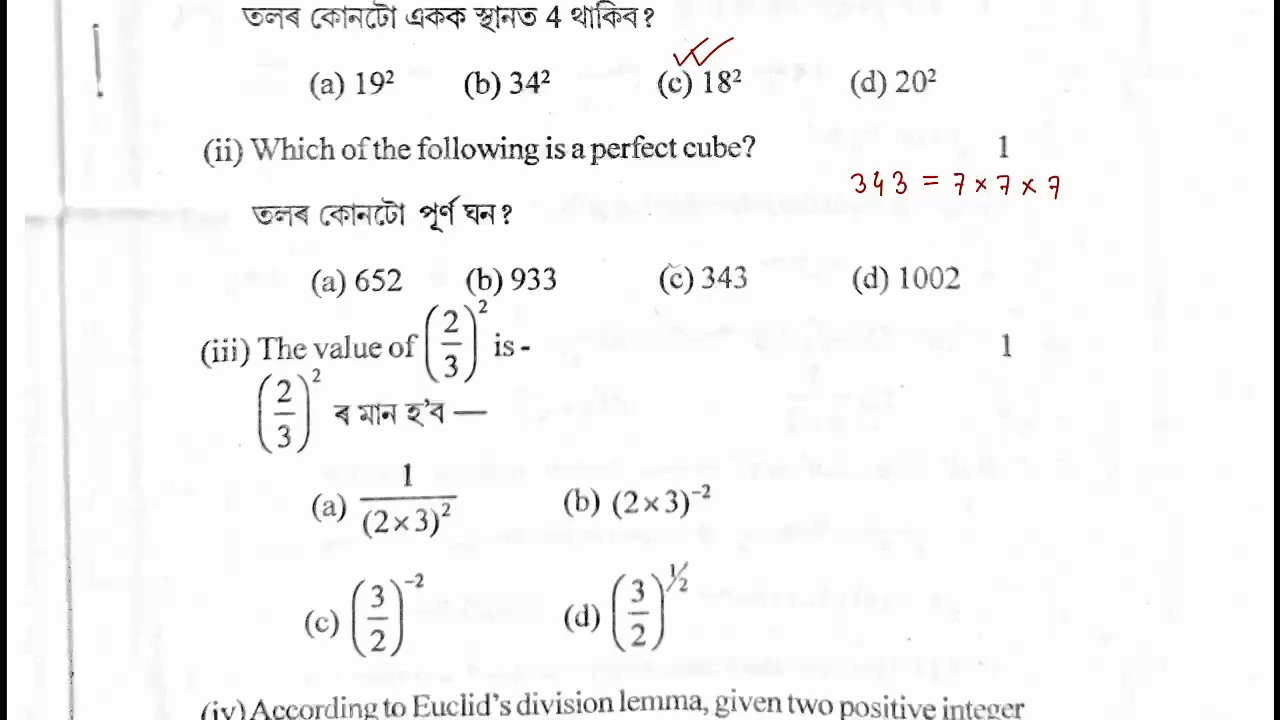 তলৰ কোনটো একক স্থানত 4 থাকিব?
(a) 19² (b) 34² (c) 18² (d) 20²
(ii) Which of the following is a perfect cube? 1
343 = 7 × 7 × 7
তলৰ কোনটো পূৰ্ণ ঘন?
(a) 652 (b) 933 (c) 343 (d) 1002
(iii) The value of (2/3)² is - 1
(2/3)² ৰ মান হ'ব —
(a) 1/(2×3)² (b) (2×3)⁻²
(c) (3/2)⁻² (d) (3/2)^½
(iv) According to Euclid's division lemma, given two positive integer